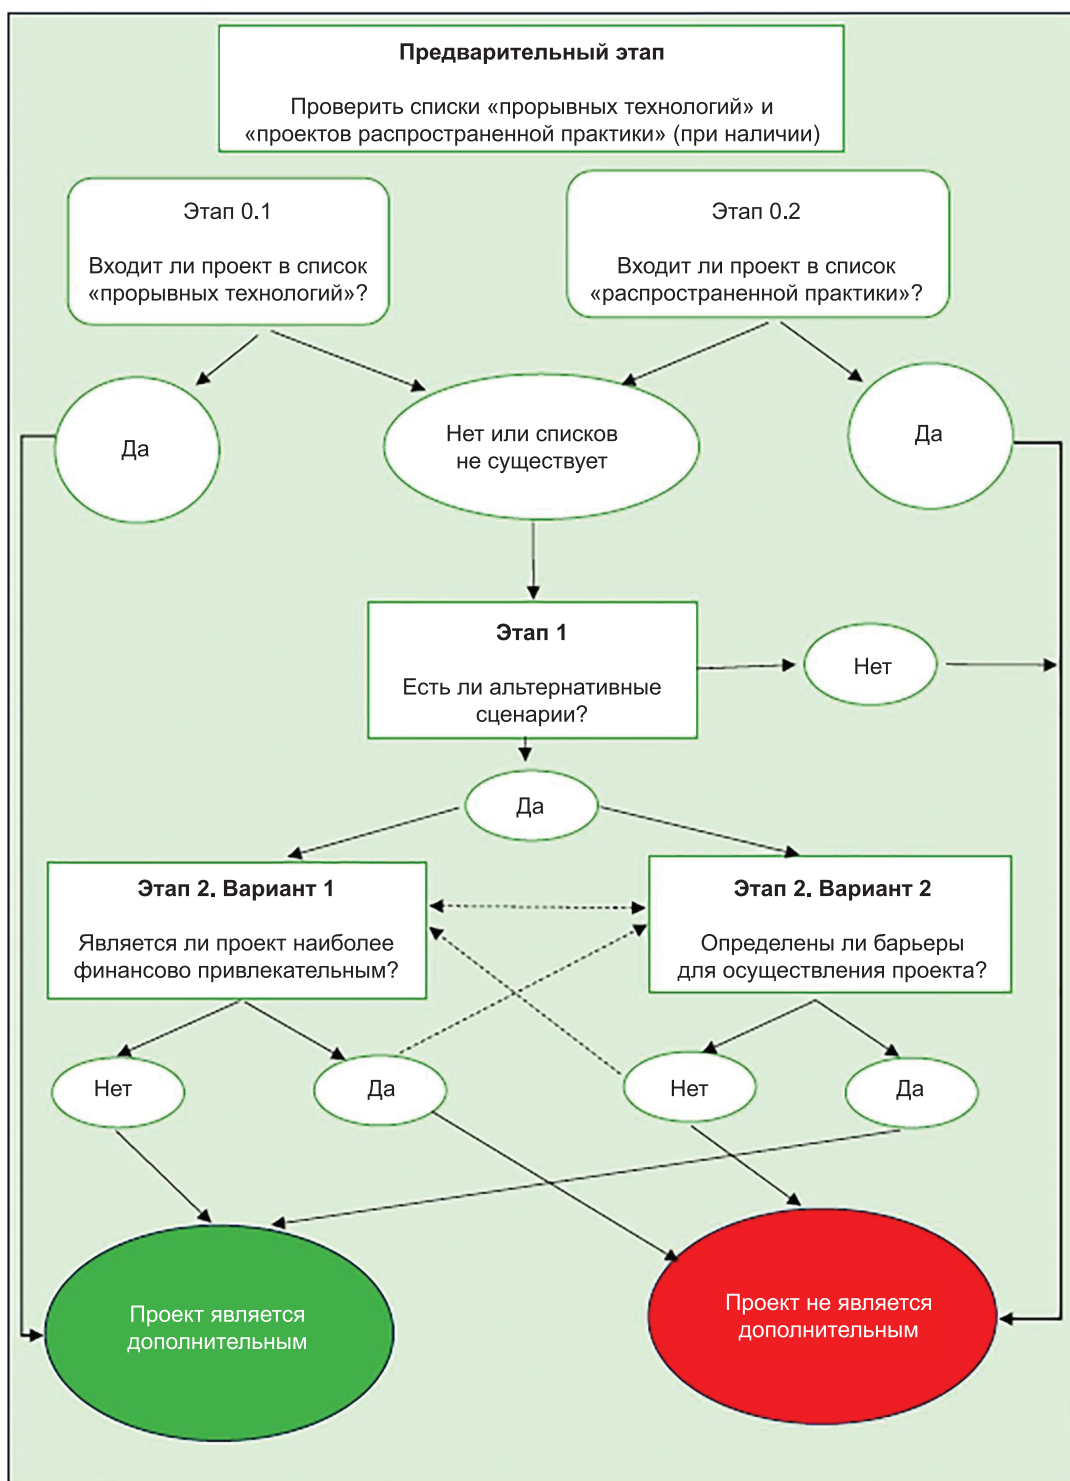 Предварительный этап
Проверить списки «прорывных технологий» и
«проектов распространенной практики» (при наличии)
Этап 0.1
Входит ли проект в список
«прорывных технологий»?
Этап 0.2
Входит ли проект в список
«распространенной практики»?
Да
Нет или списков
не существует
Да
Этап 1
Есть ли альтернативные
сценарии?
Нет
Да
Этап 2. Вариант 1
Является ли проект наиболее
финансово привлекательным?
Этап 2. Вариант 2
Определены ли барьеры
для осуществления проекта?
Нет
Да
Нет
Да
Проект является
дополнительным
Проект не является
дополнительным